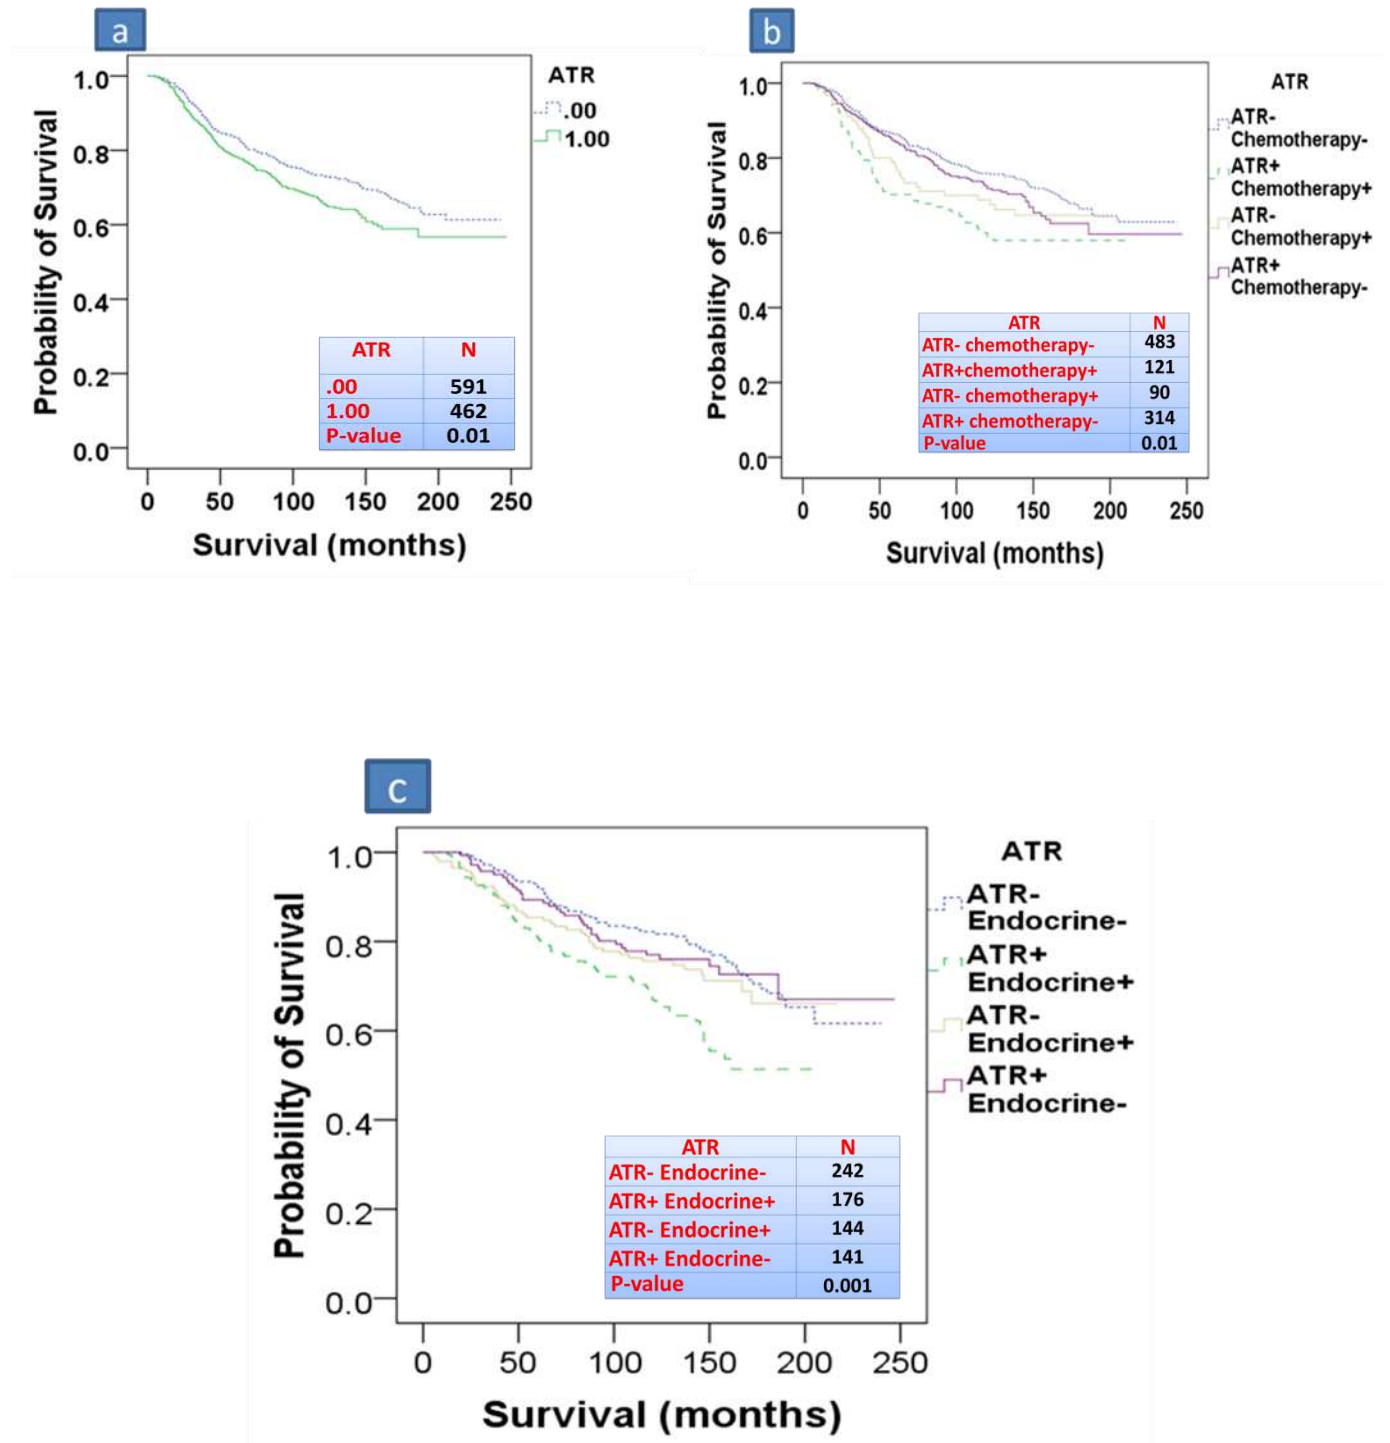 a
Probability of Survival
1.0
0.8
0.6
0.4
0.2
0.0
0 50 100 150 200 250
Survival (months)
ATR
.00
1.00
ATR N
.00 591
1.00 462
P-value 0.01
b
Probability of Survival
1.0
0.8
0.6
0.4
0.2
0.0
0 50 100 150 200 250
Survival (months)
ATR
ATR-
Chemotherapy-
ATR+
Chemotherapy+
ATR-
Chemotherapy+
ATR+
Chemotherapy-
ATR N
ATR- chemotherapy- 483
ATR+chemotherapy+ 121
ATR- chemotherapy+ 90
ATR+ chemotherapy- 314
P-value 0.01
c
Probability of Survival
1.0
0.8
0.6
0.4
0.2
0.0
0 50 100 150 200 250
Survival (months)
ATR
ATR-
Endocrine-
ATR+
Endocrine+
ATR-
Endocrine+
ATR+
Endocrine-
ATR N
ATR- Endocrine- 242
ATR+ Endocrine+ 176
ATR- Endocrine+ 144
ATR+ Endocrine- 141
P-value 0.001